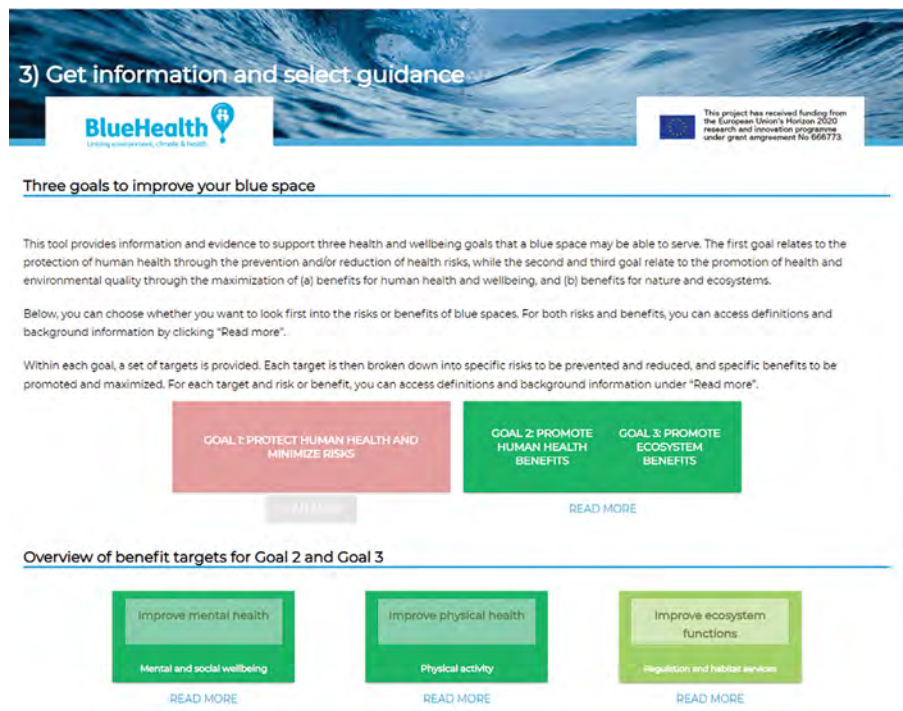 3) Get information and select guidance
BlueHealth
Linking environment, climate & health
This project has received funding from
the European Union's Horizon 2020
research and innovation programme
under grant amgreement No 666773
Three goals to improve your blue space
This tool provides information and evidence to support three health and wellbeing goals that a blue space may be able to serve. The first goal relates to the
protection of human health through the prevention and/or reduction of health risks, while the second and third goal relate to the promotion of health and
environmental quality through the maximization of (a) benefits for human health and wellbeing, and (b) benefits for nature and ecosystems.
Below, you can choose whether you want to look first into the risks or benefits of blue spaces. For both risks and benefits, you can access definitions and
background information by clicking "Read more".
Within each goal, a set of targets is provided. Each target is then broken down into specific risks to be prevented and reduced, and specific benefits to be
promoted and maximized. For each target and risk or benefit, you can access definitions and background information under "Read more".
GOAL 1: PROTECT HUMAN HEALTH AND
MINIMIZE RISKS
GOAL 2: PROMOTE
HUMAN HEALTH
BENEFITS
GOAL 3: PROMOTE
ECOSYSTEM
BENEFITS
READ MORE
Overview of benefit targets for Goal 2 and Goal 3
Improve mental health
Mental and social wellbeing
READ MORE
Improve physical health
Physical activity
READ MORE
Improve ecosystem
functions
Regulation and habitat services
READ MORE